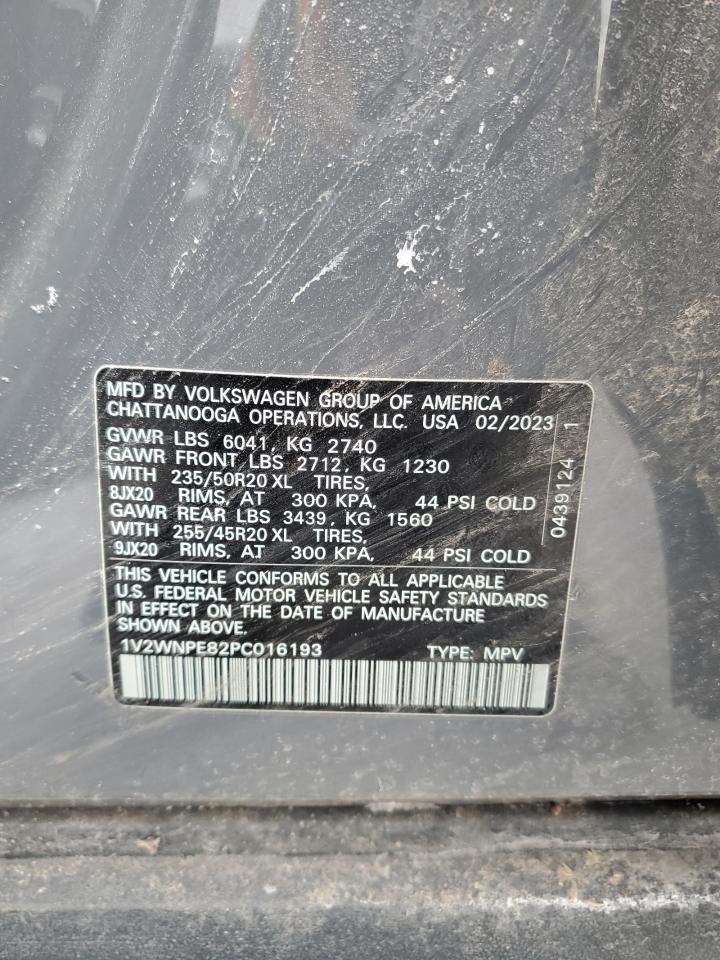 MFD BY VOLKSWAGEN GROUP OF AMERICA
CHATTANOOGA OPERATIONS, LLC. USA 02/2023
GVWR LBS 6041, KG 2740
GAWR FRONT LBS 2712, KG 1230
WITH 235/50R20 XL TIRES,
8JX20 RIMS, AT 300 KPA, 44 PSI COLD
GAWR REAR LBS 3439, KG 1560
WITH 255/45R20 XL TIRES,
9JX20 RIMS, AT 300 KPA, 44 PSI COLD
THIS VEHICLE CONFORMS TO ALL APPLICABLE
U.S. FEDERAL MOTOR VEHICLE SAFETY STANDARDS
IN EFFECT ON THE DATE OF MANUFACTURE
SHOWN ABOVE.
1V2WNPE82PC016193 TYPE: MPV
0439124 1